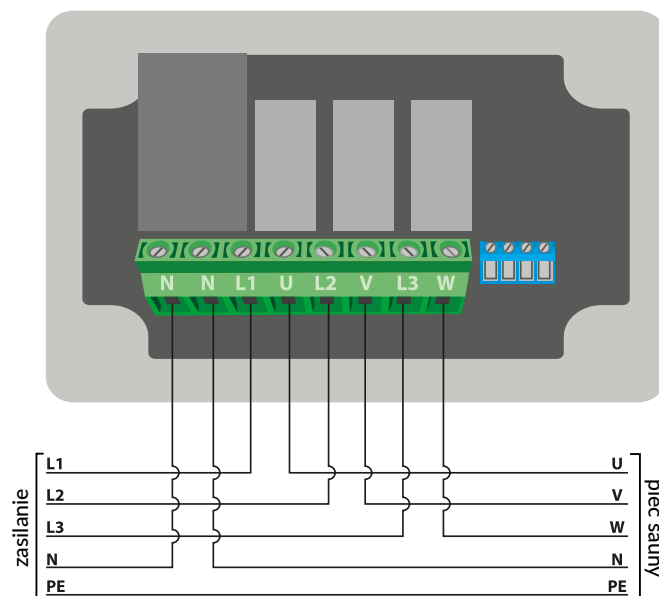 N N L1 U L2 V L3 W
zasilanie
L1
L2
L3
N
PE
U
V
W
N
PE
piec sauny